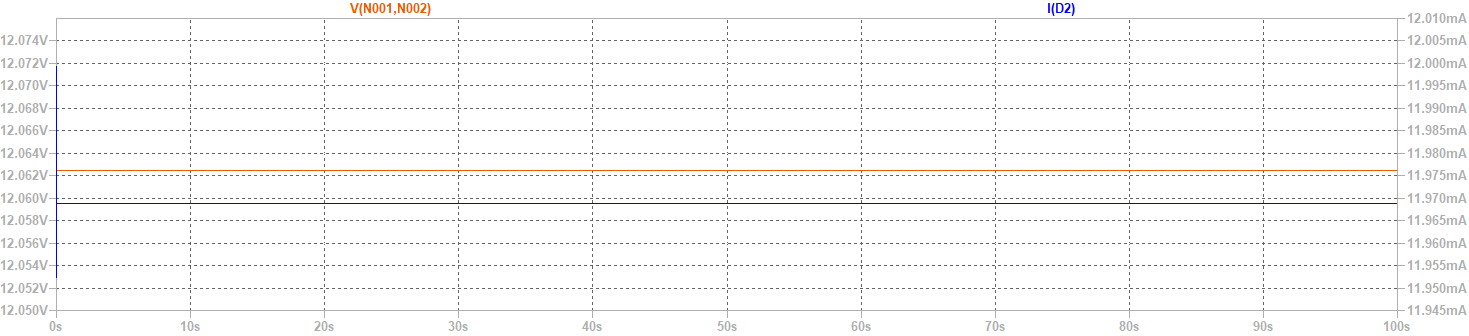 V(N001,N002) I(D2)
12.010mA
12.074V 12.005mA
12.072V 12.000mA
12.070V 11.995mA
12.068V 11.990mA
12.066V 11.985mA
12.064V 11.980mA
12.062V 11.975mA
12.060V 11.970mA
12.058V 11.965mA
12.056V 11.960mA
12.054V 11.955mA
12.052V 11.950mA
12.050V 11.945mA
0s 10s 20s 30s 40s 50s 60s 70s 80s 90s 100s